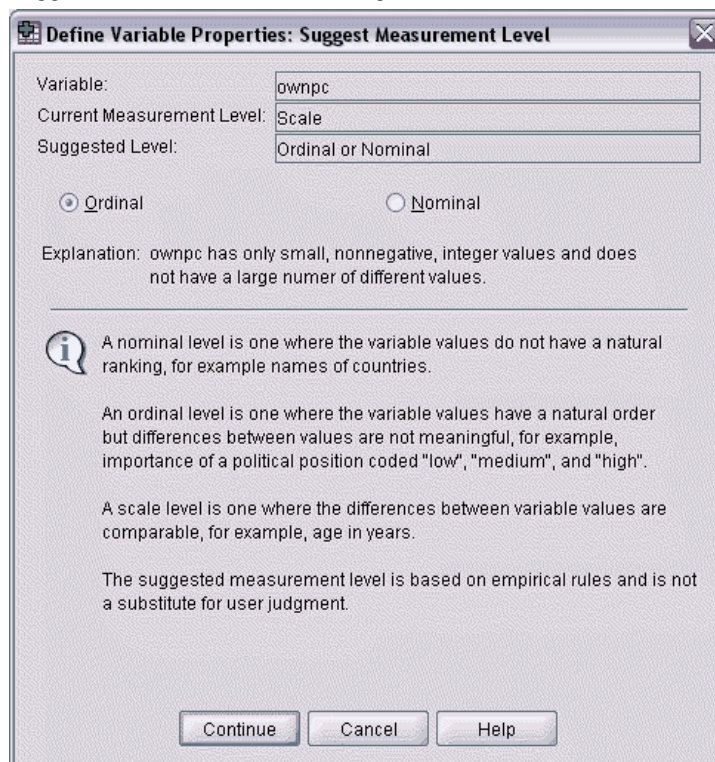 Define Variable Properties: Suggest Measurement Level
Variable: ownpc
Current Measurement Level: Scale
Suggested Level: Ordinal or Nominal
Ordinal Nominal
Explanation: ownpc has only small, nonnegative, integer values and does
not have a large numer of different values.
A nominal level is one where the variable values do not have a natural
ranking, for example names of countries.
An ordinal level is one where the variable values have a natural order
but differences between values are not meaningful, for example,
importance of a political position coded "low", "medium", and "high".
A scale level is one where the differences between variable values are
comparable, for example, age in years.
The suggested measurement level is based on empirical rules and is not
a substitute for user judgment.
Continue Cancel Help